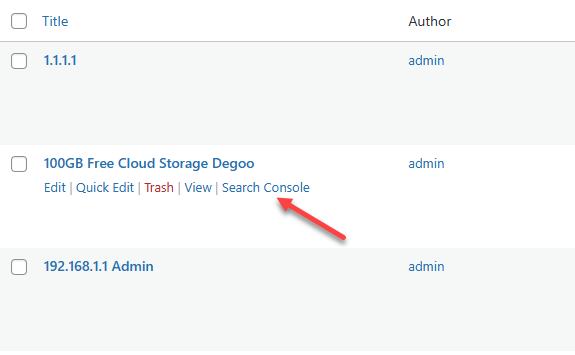 Title Author
1.1.1.1 admin
100GB Free Cloud Storage Degoo admin
Edit | Quick Edit | Trash | View | Search Console
192.168.1.1 Admin admin